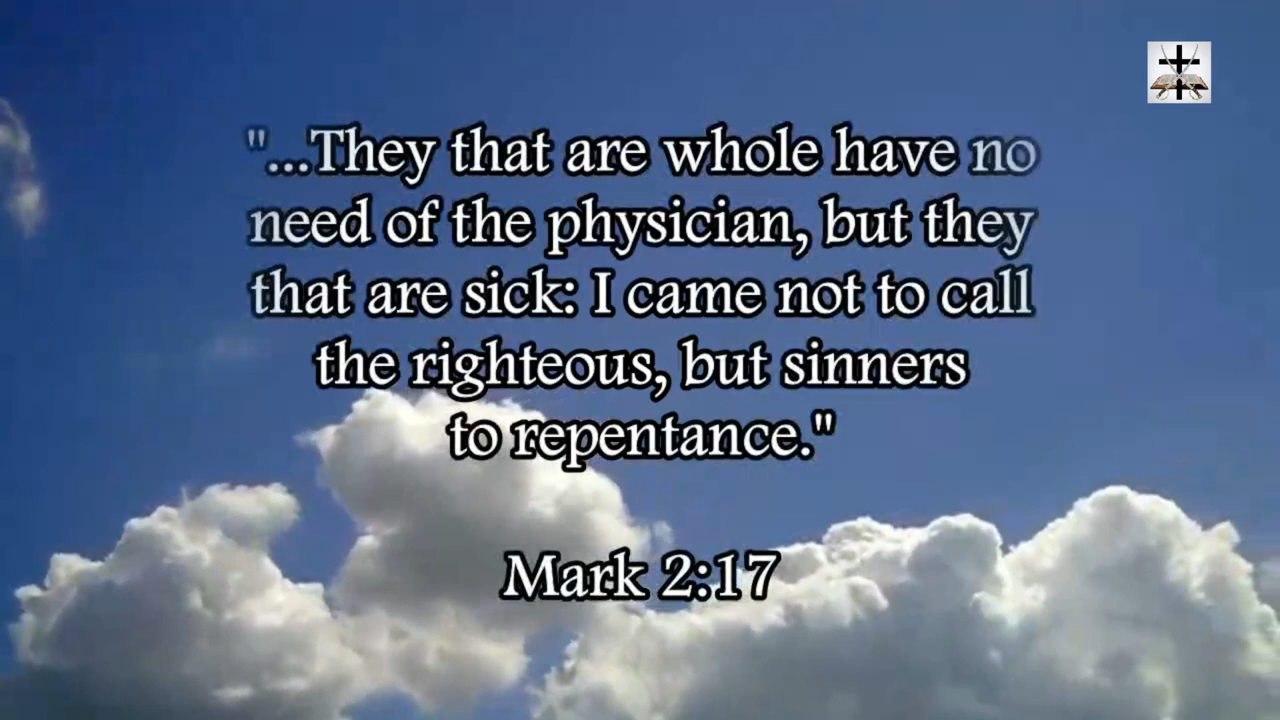 "...They that are whole have no
need of the physician, but they
that are sick: I came not to call
the righteous, but sinners
to repentance."
Mark 2:17